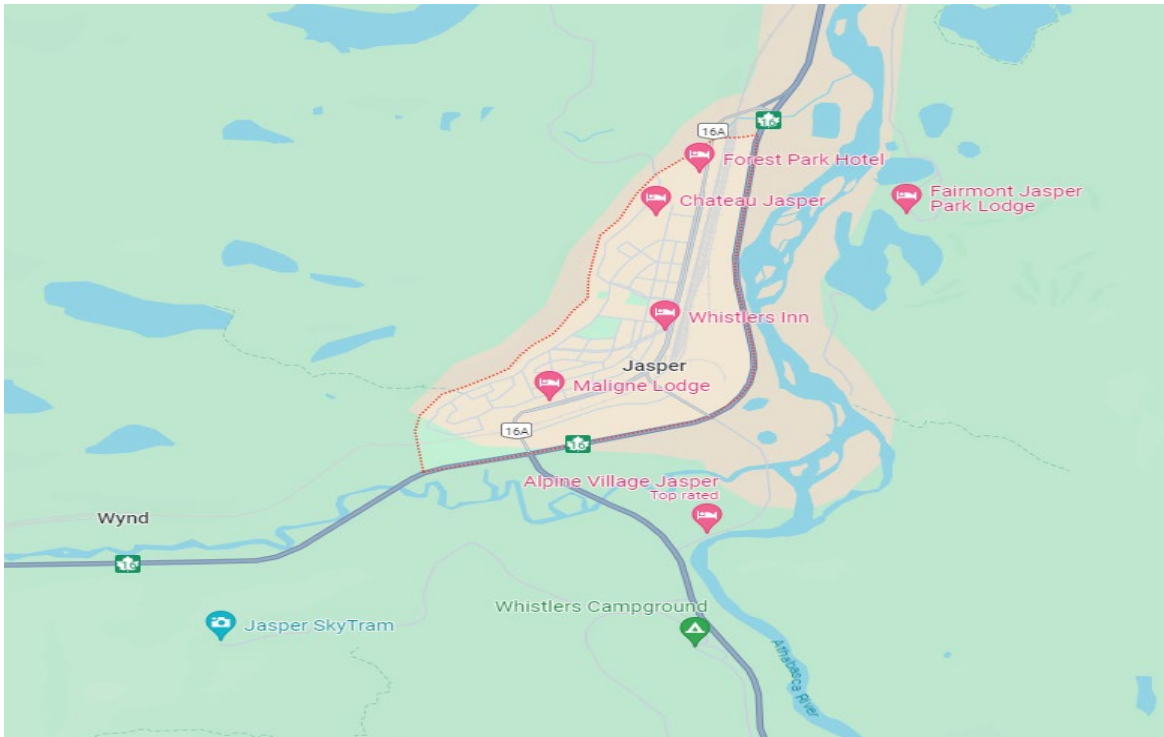 16A
16
Forest Park Hotel
Chateau Jasper
Fairmont Jasper
Park Lodge
Whistlers Inn
Jasper
Maligne Lodge
16A
16
Alpine Village Jasper
Top rated
Wynd
16
Whistlers Campground
Jasper SkyTram
Athabasca River